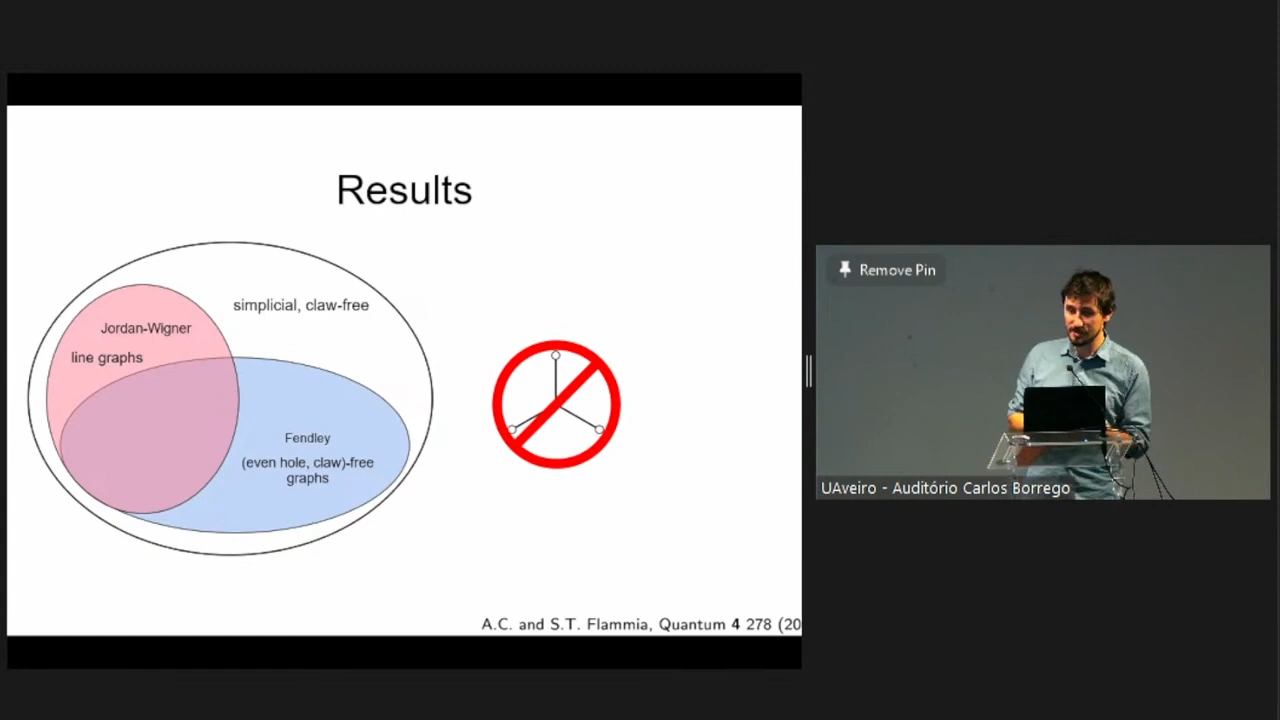 Results
simplicial, claw-free
Jordan-Wigner
line graphs
Fendley
(even hole, claw)-free
graphs
A.C. and S.T. Flammia, Quantum 4 278 (20
Remove Pin
UAveiro - Auditório Carlos Borrego